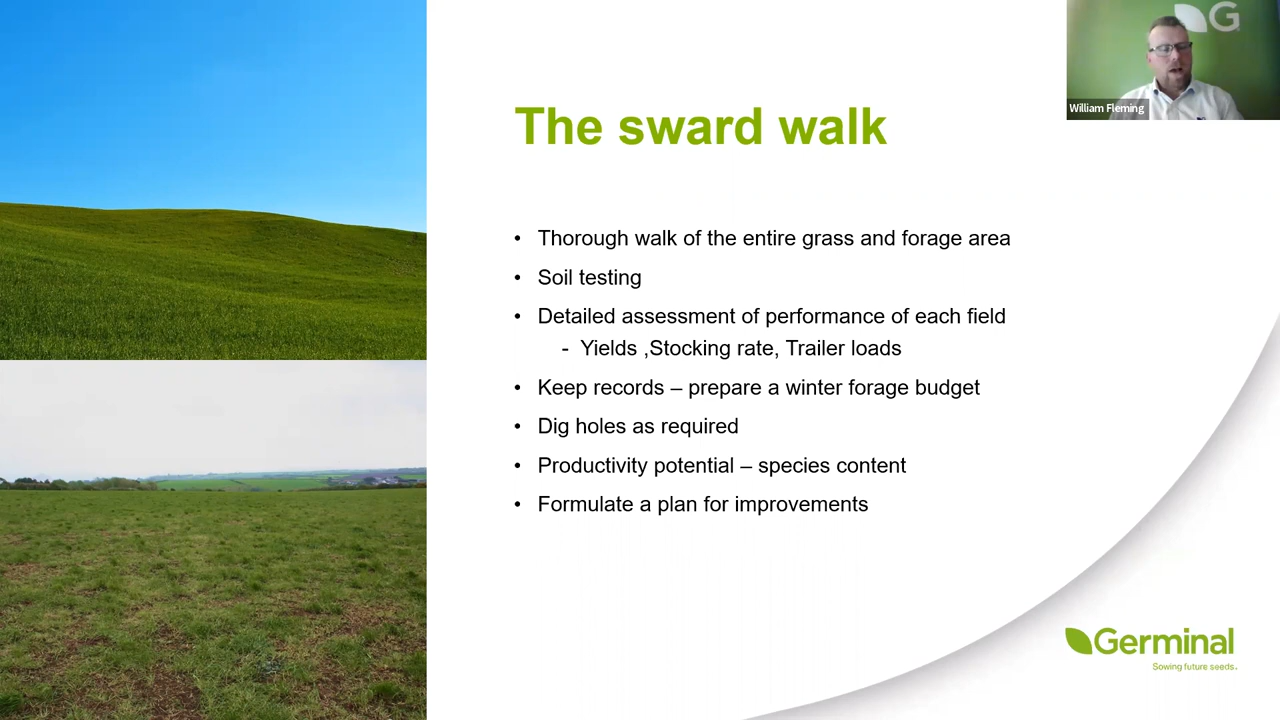 G
William Fleming
The sward walk
• Thorough walk of the entire grass and forage area
• Soil testing
• Detailed assessment of performance of each field
- Yields ,Stocking rate, Trailer loads
• Keep records – prepare a winter forage budget
• Dig holes as required
• Productivity potential – species content
• Formulate a plan for improvements
Germinal
Sowing future seeds.